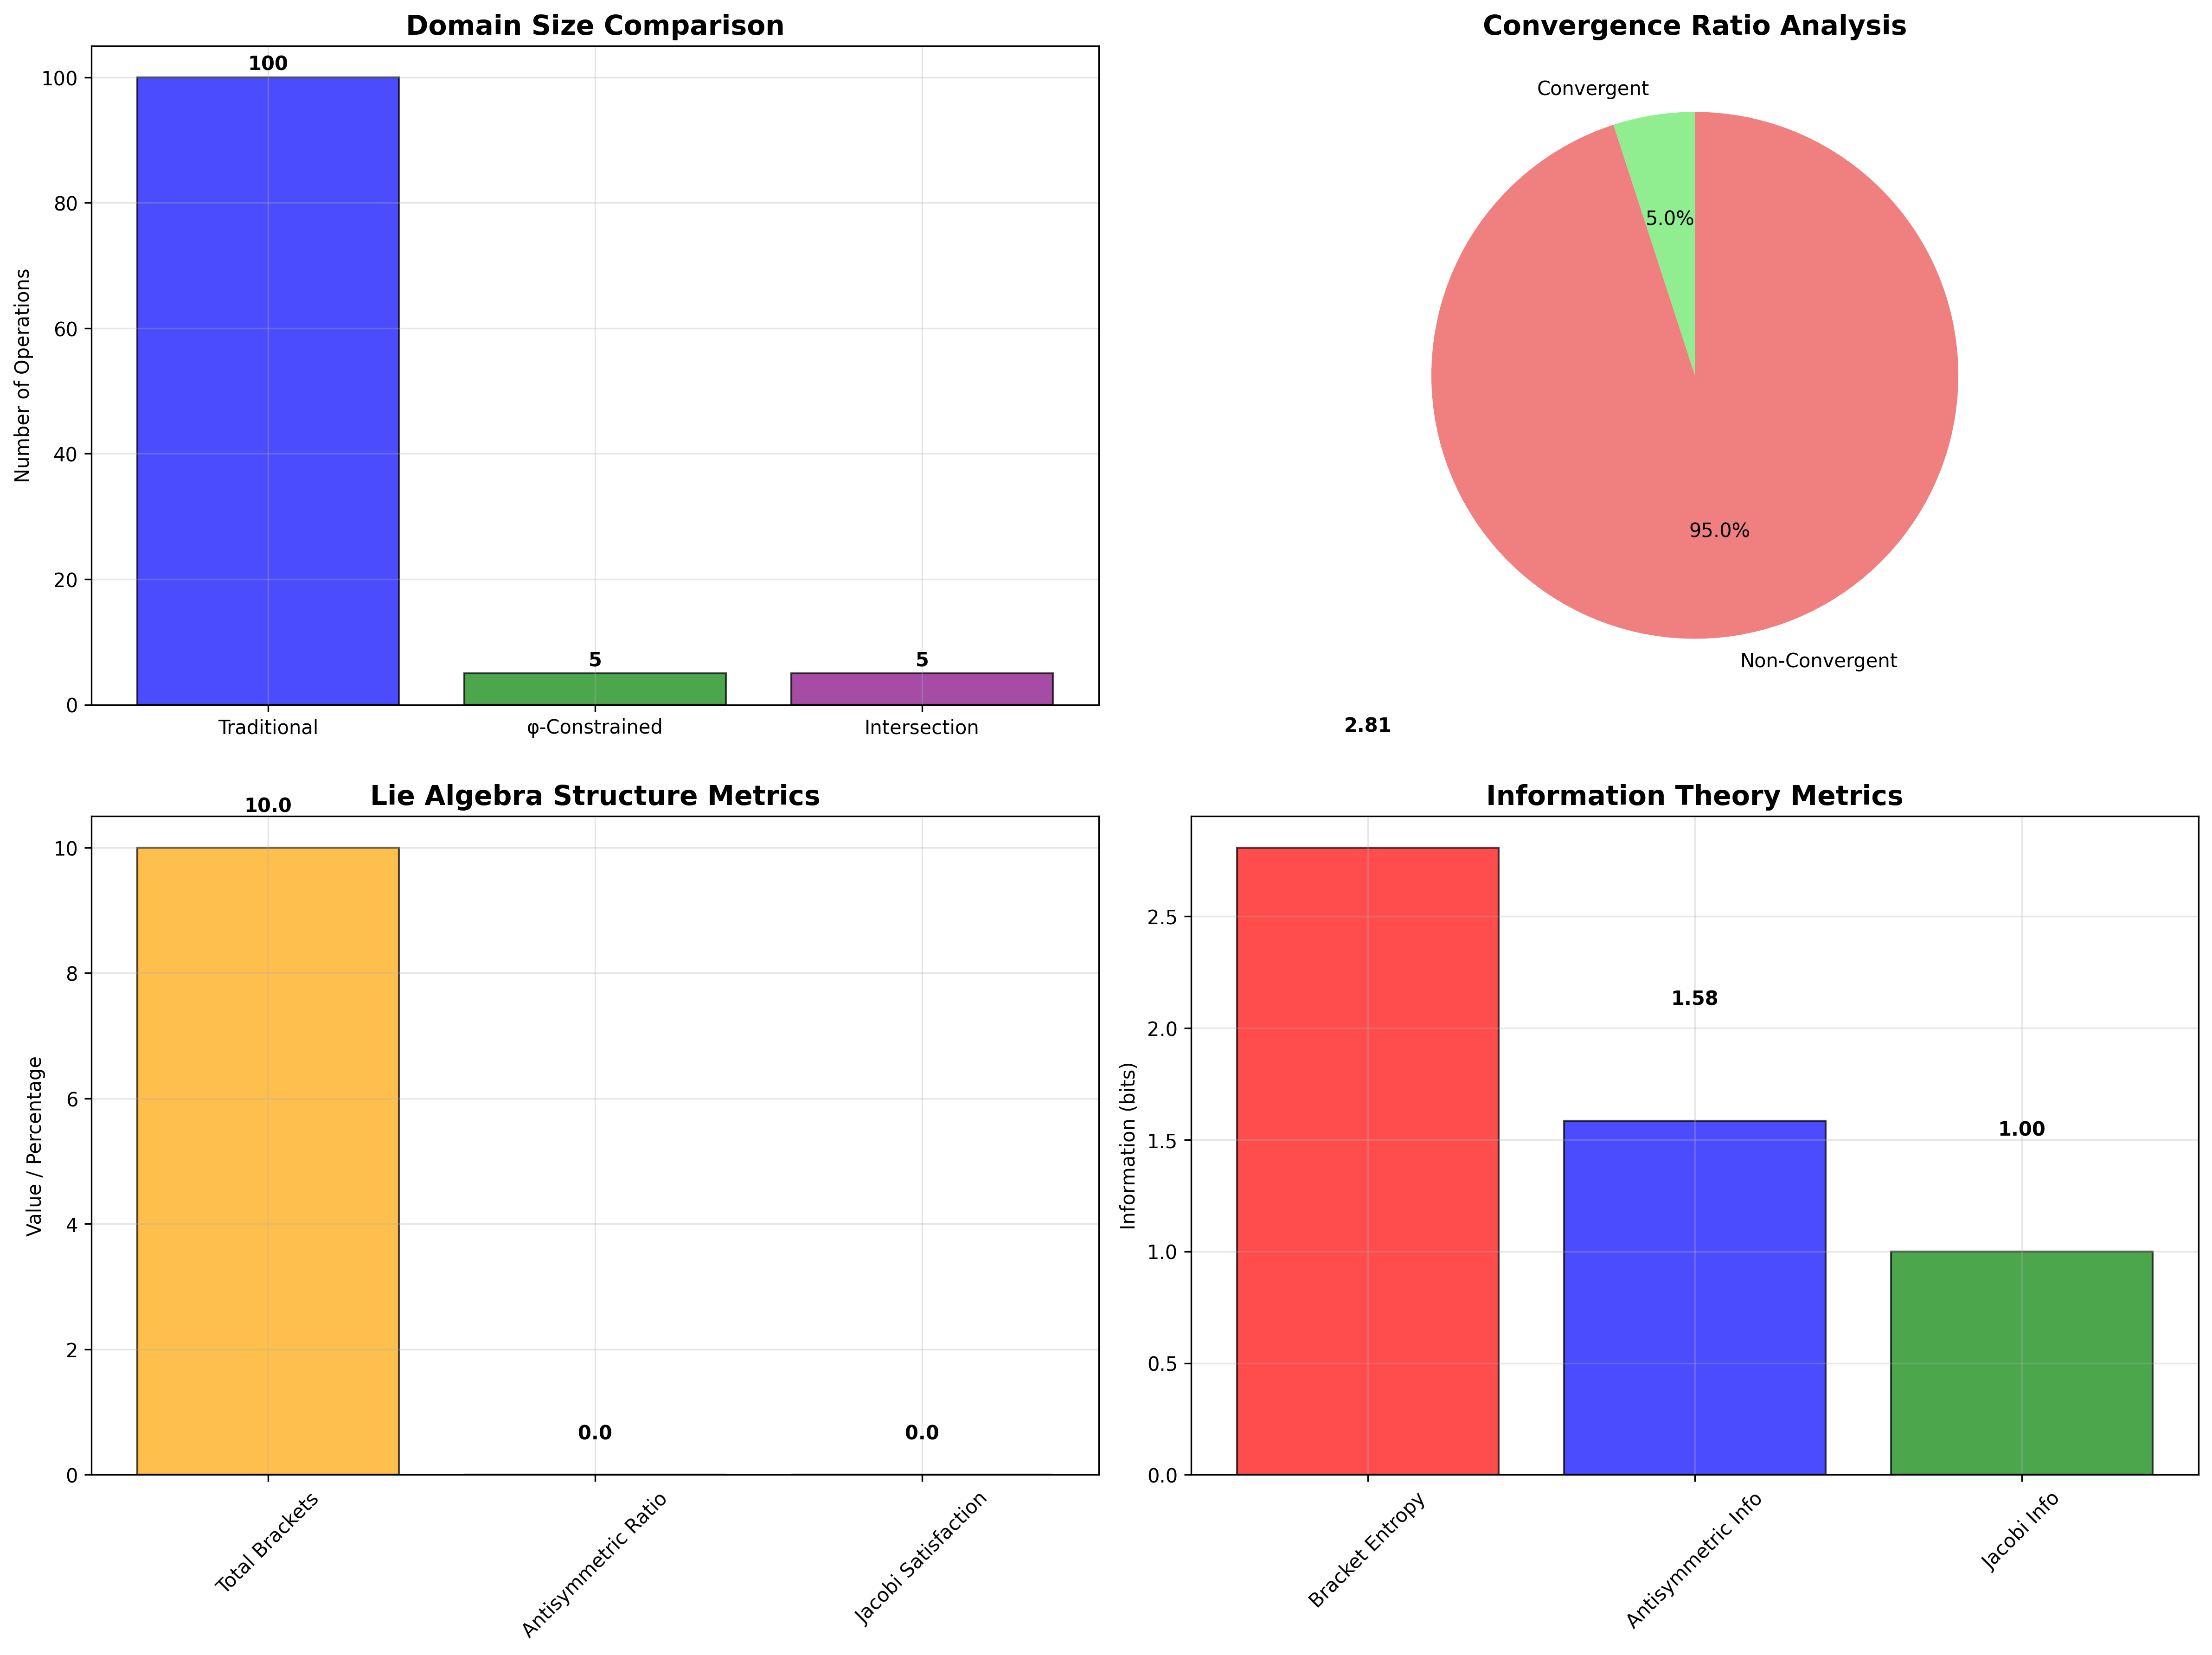 Domain Size Comparison
100
100
80
60
40
20
0
Number of Operations
5
5
Traditional
φ-Constrained
Intersection
Convergence Ratio Analysis
Convergent
5.0%
95.0%
Non-Convergent
Lie Algebra Structure Metrics
10.0
10
8
6
4
2
0
Value / Percentage
0.0
0.0
Total Brackets
Antisymmetric Ratio
Jacobi Satisfaction
2.81
Information Theory Metrics
2.5
2.0
1.5
1.0
0.5
0.0
Information (bits)
1.58
1.00
Bracket Entropy
Antisymmetric Info
Jacobi Info